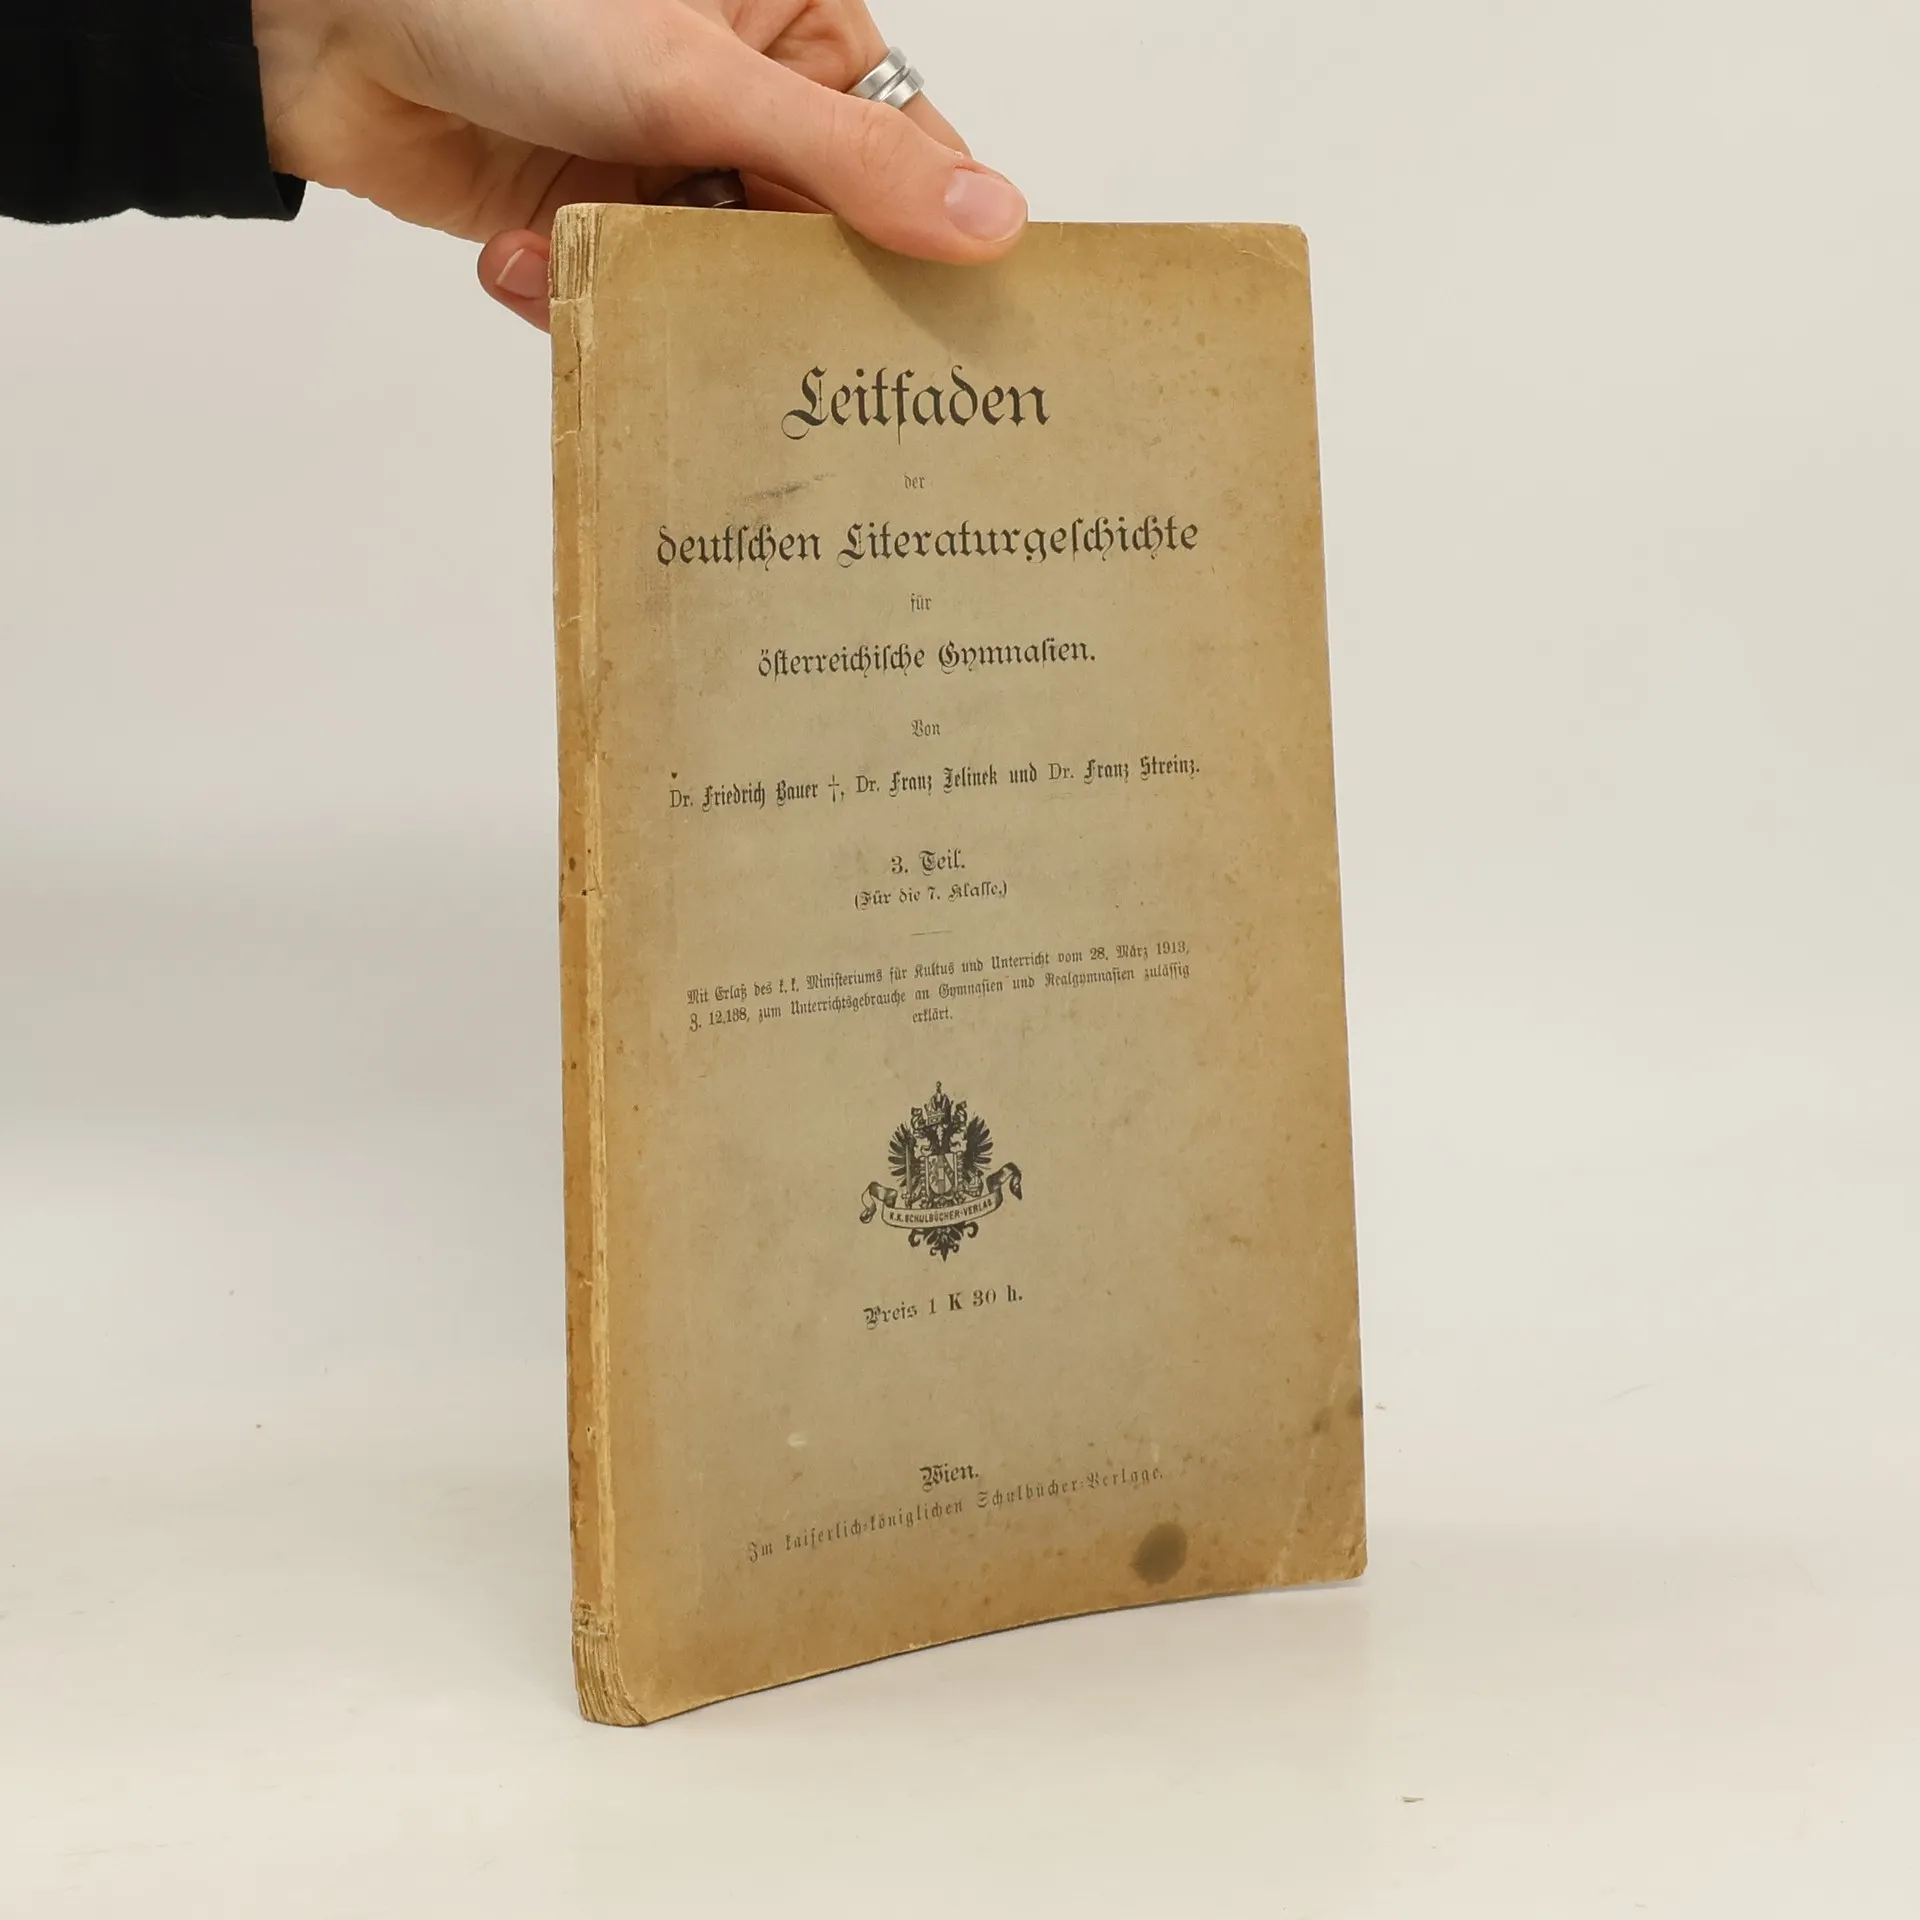 Leitfaden
der
deutschen Literaturgeschichte
für
österreichische Gymnasien.
Von
Dr. Friedrich Bauer †, Dr. Franz Jelinek und Dr. Franz Streinz.
3. Teil.
(Für die 7. Klasse.)
Mit Erlaß des k. k. Ministeriums für Kultus und Unterricht vom 28. März 1913,
Z. 12.188, zum Unterrichtsgebrauche an Gymnasien und Realgymnasien zulässig
erklärt.
K.K. SCHULBÜCHER-VERLAG
Preis 1 K 30 h.
Wien.
Im kaiserlich-königlichen Schulbücher-Verlage.